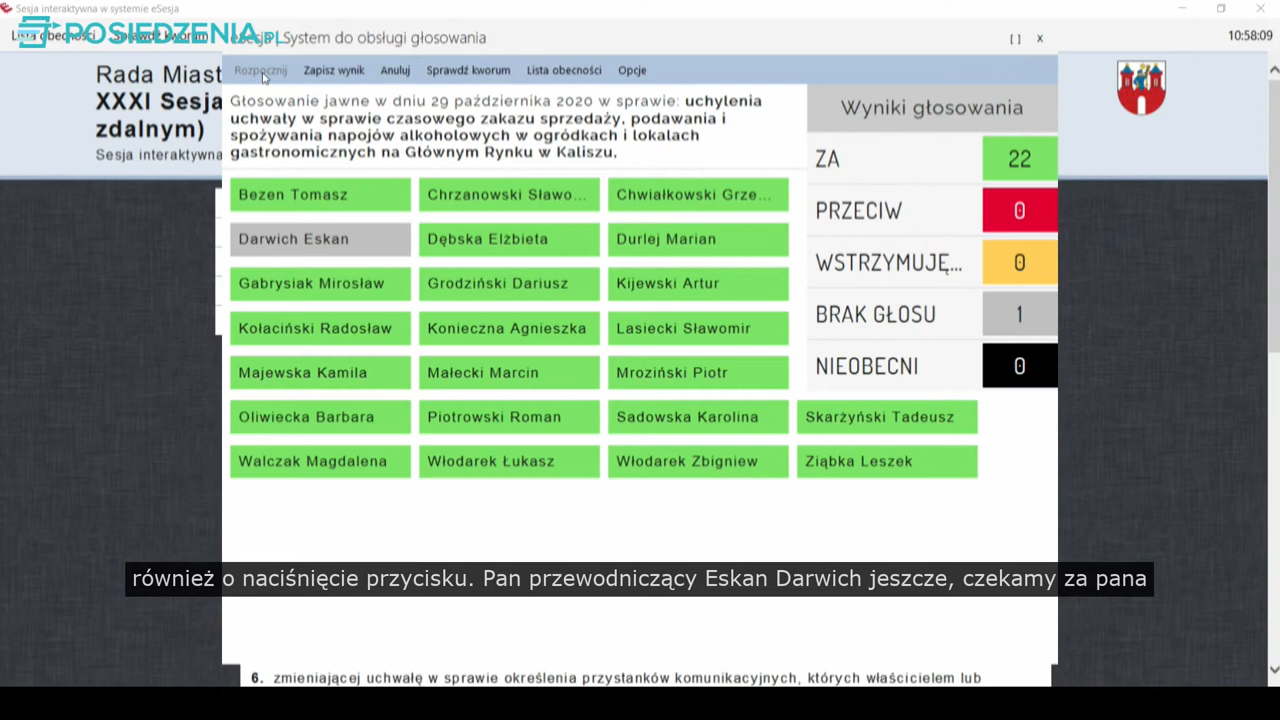 Sesja interaktywna w systemie eSesja
Lista obecności Sprawdź kworum
POSIEDZENIA.PL
eSesja - System do obsługi głosowania
[ ] x
10:58:09
Rozpocznij Zapisz wynik Anuluj Sprawdź kworum Lista obecności Opcje
Rada Miast
XXXI Sesja
zdalnym)
Sesja interaktywna
Głosowanie jawne w dniu 29 października 2020 w sprawie: uchylenia
uchwały w sprawie czasowego zakazu sprzedaży, podawania i
spożywania napojów alkoholowych w ogródkach i lokalach
gastronomicznych na Głównym Rynku w Kaliszu.
Wyniki głosowania
ZA 22
PRZECIW 0
WSTRZYMUJĘ... 0
BRAK GŁOSU 1
NIEOBECNI 0
Bezen Tomasz Chrzanowski Sławo... Chwiałkowski Grze...
Darwich Eskan Dębska Elżbieta Durlej Marian
Gabrysiak Mirosław Grodziński Dariusz Kijewski Artur
Kołaciński Radosław Konieczna Agnieszka Lasiecki Sławomir
Majewska Kamila Małecki Marcin Mroziński Piotr
Oliwiecka Barbara Piotrowski Roman Sadowska Karolina Skarżyński Tadeusz
Walczak Magdalena Włodarek Łukasz Włodarek Zbigniew Ziąbka Leszek
również o naciśnięcie przycisku. Pan przewodniczący Eskan Darwich jeszcze, czekamy za pana
6. zmieniającej uchwałę w sprawie określenia przystanków komunikacyjnych, których właścicielem lub